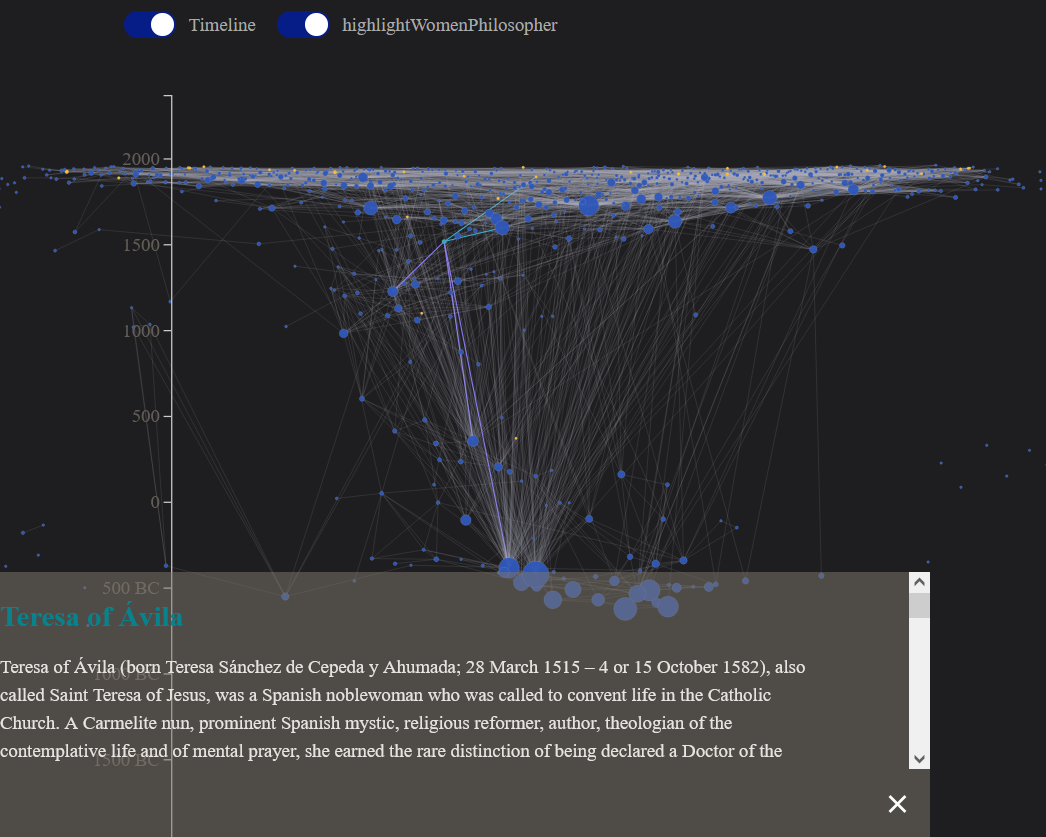 Timeline highlightWomenPhilosopher
2000
1500
1000
500
0
500 BC
Teresa of Ávila
Teresa of Ávila (born Teresa Sánchez de Cepeda y Ahumada; 28 March 1515 – 4 or 15 October 1582), also
1000 BC
called Saint Teresa of Jesus, was a Spanish noblewoman who was called to convent life in the Catholic
Church. A Carmelite nun, prominent Spanish mystic, religious reformer, author, theologian of the
contemplative life and of mental prayer, she earned the rare distinction of being declared a Doctor of the
1500 BC